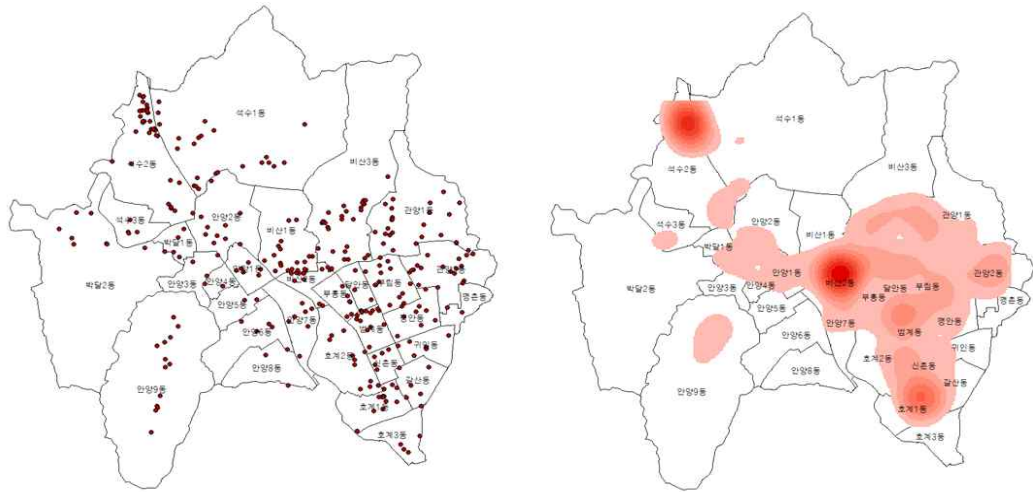 석수1동
석수2동
비산3동
석수3동
안양2동
관양1동
박달1동
비산1동
박달2동
안양3동
안양4동
부흥동
달안동
부림동
평촌동
안양5동
안양7동
범계동
평안동
안양6동
호계2동
귀인동
안양8동
신촌동
갈산동
안양9동
호계1동
호계3동
석수1동
석수2동
비산3동
석수3동
안양2동
관양1동
박달1동
비산1동
박달2동
안양3동
안양4동
안양1동
비산2동
달안동
부림동
관양2동
부흥동
평촌동
안양5동
안양7동
범계동
평안동
안양6동
호계2동
귀인동
안양8동
신촌동
갈산동
안양9동
호계1동
호계3동